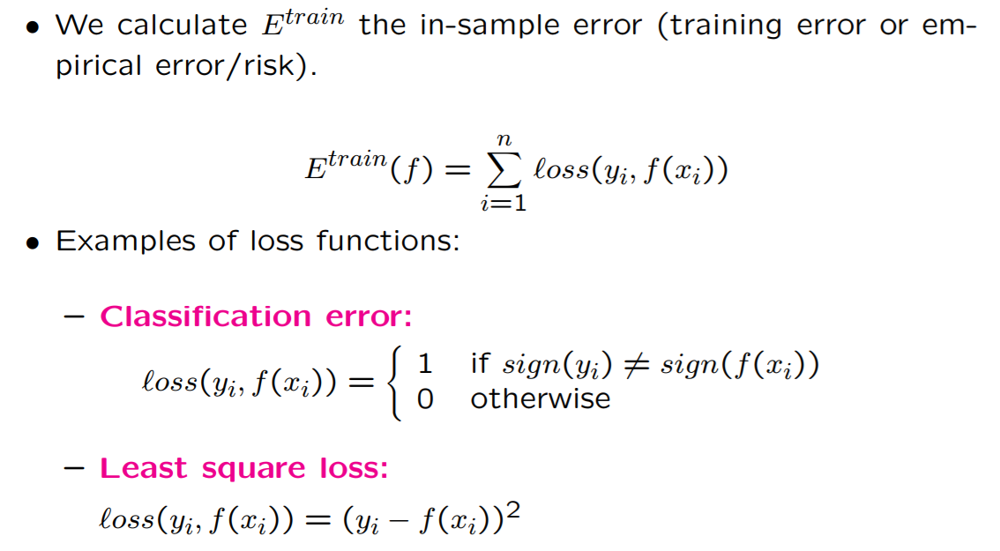 • We calculate $E^{train}$ the in-sample error (training error or em-
pirical error/risk).
$E^{train}(f) = \sum_{i=1}^{n} \ell oss(y_i, f(x_i))$
• Examples of loss functions:
– Classification error:
$\ell oss(y_i, f(x_i)) = \begin{cases} 1 & \text{if } sign(y_i) \neq sign(f(x_i)) \\ 0 & \text{otherwise} \end{cases}$
– Least square loss:
$\ell oss(y_i, f(x_i)) = (y_i - f(x_i))^2$